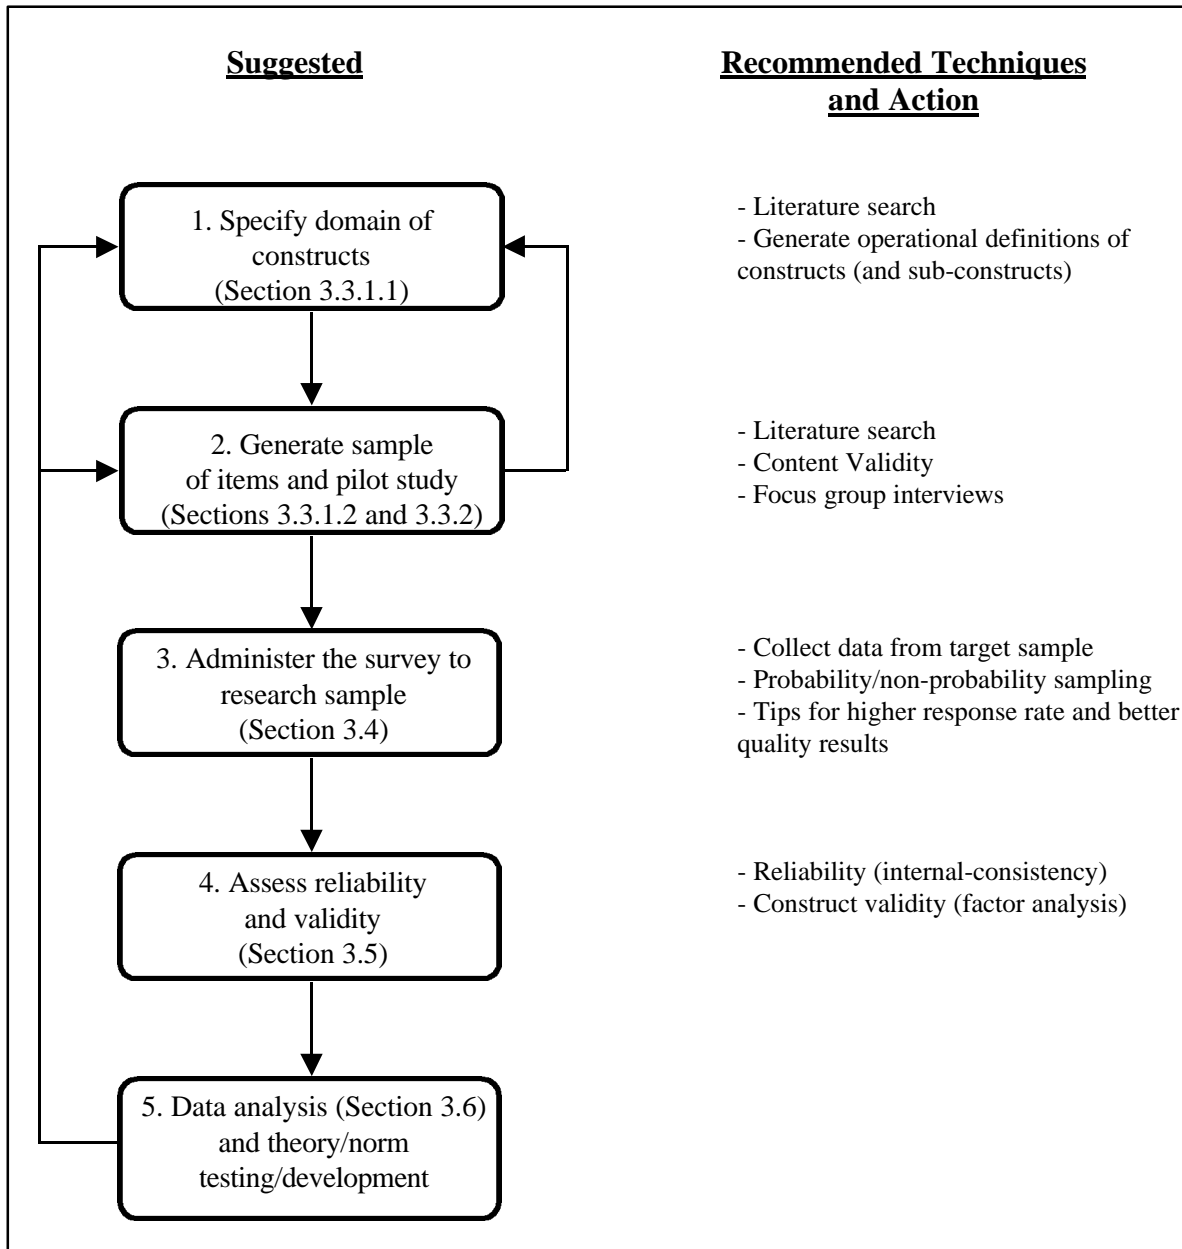 Suggested
Recommended Techniques
and Action
1. Specify domain of
constructs
(Section 3.3.1.1)
- Literature search
- Generate operational definitions of
constructs (and sub-constructs)
2. Generate sample
of items and pilot study
(Sections 3.3.1.2 and 3.3.2)
- Literature search
- Content Validity
- Focus group interviews
3. Administer the survey to
research sample
(Section 3.4)
- Collect data from target sample
- Probability/non-probability sampling
- Tips for higher response rate and better
quality results
4. Assess reliability
and validity
(Section 3.5)
- Reliability (internal-consistency)
- Construct validity (factor analysis)
5. Data analysis (Section 3.6)
and theory/norm
testing/development